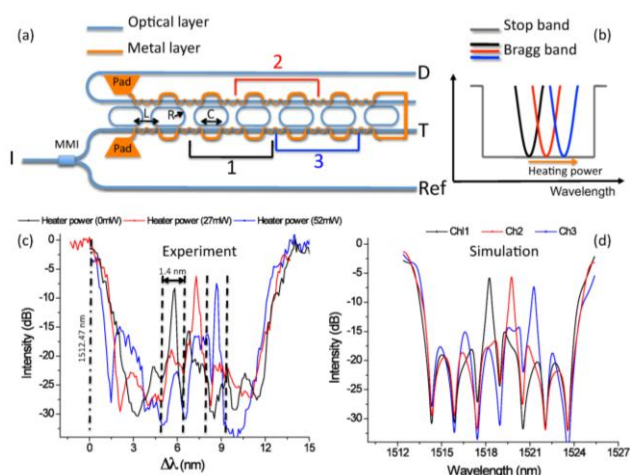 (a)
Optical layer
Metal layer
Pad
2
D
L
R
C
T
MMI
I
Pad
1
3
Ref
Stop band
Bragg band
(b)
Heating power
Wavelength
Heater power (0mW) Heater power (27mW) Heater power (52mW)
(c)
Experiment
1.4 nm
1512.47 nm
Intensity (dB)
0
-5
-10
-15
-20
-25
-30
0 3 6 9 12 15
Δλ(nm)
Chl1 Ch2 Ch3
Simulation
(d)
Intensity (dB)
0
-5
-10
-15
-20
-25
-30
1512 1515 1518 1521 1524 1527
Wavelength (nm)